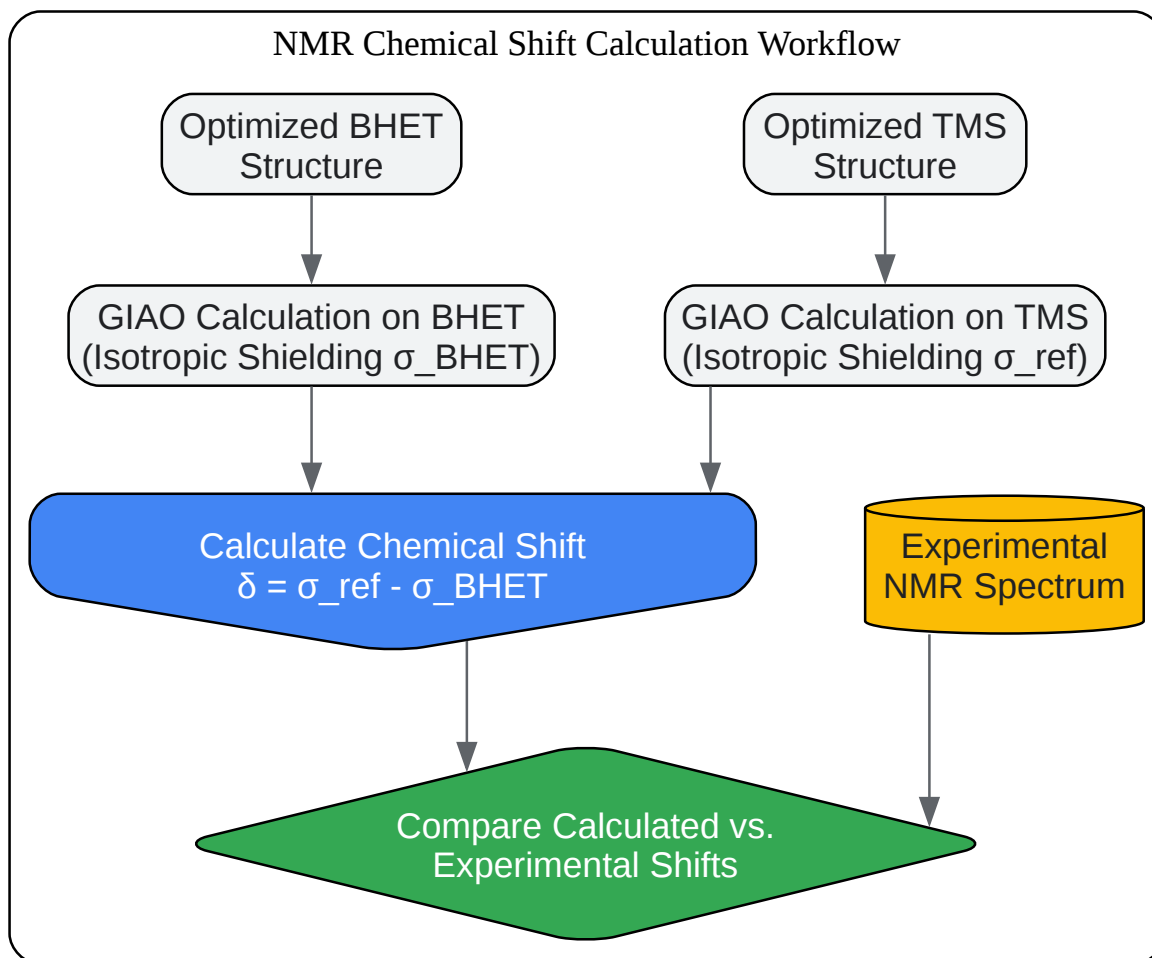 NMR Chemical Shift Calculation Workflow
Optimized BHET
Structure
Optimized TMS
Structure
GIAO Calculation on BHET
(Isotropic Shielding σ_BHET)
GIAO Calculation on TMS
(Isotropic Shielding σ_ref)
Calculate Chemical Shift
δ = σ_ref - σ_BHET
Experimental
NMR Spectrum
Compare Calculated vs.
Experimental Shifts